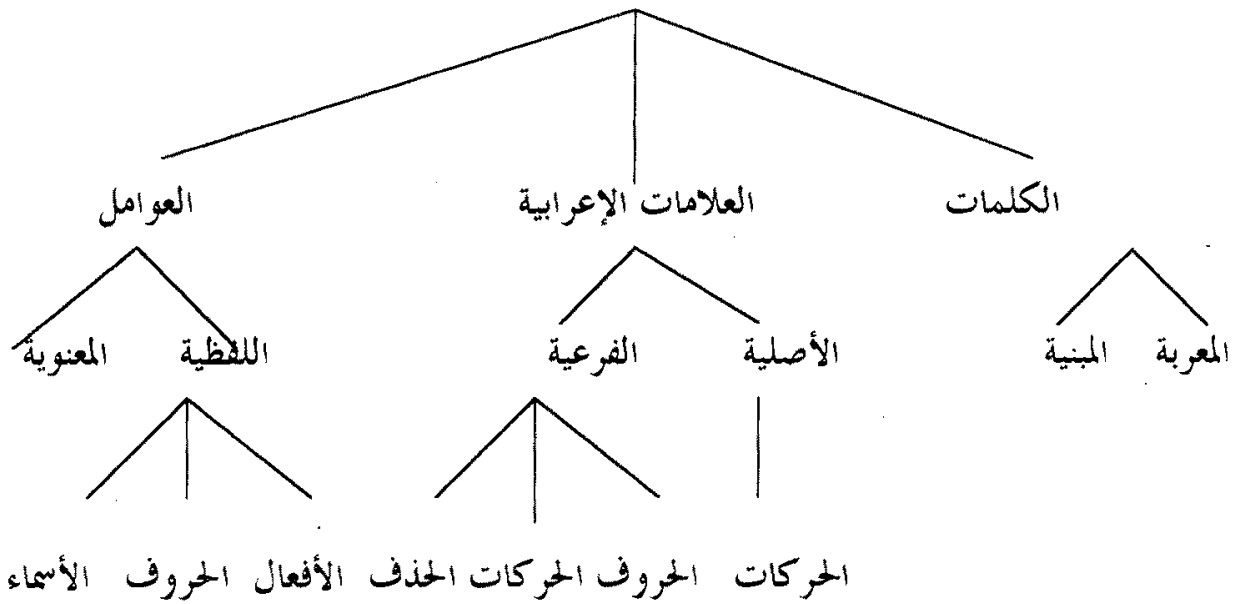 الكلمات العلامات الإعرابية العوامل
المعربة المبنية الأصلية الفرعية اللفظية المعنوية
الحركات الحروف الحركات الحذف الأفعال الحروف الأسماء